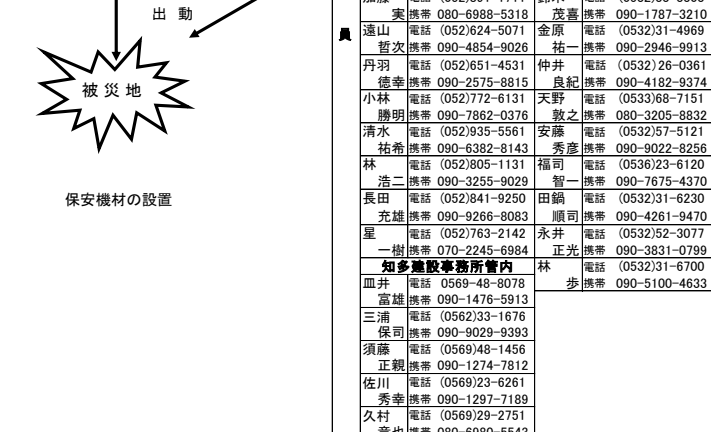 出 動
被 災 地
保安機材の設置
員
実 携帯 080-6988-5318 茂喜 携帯 090-1787-3210
遠山 電話 (052)624-5071 金原 電話 (0532)31-4969
哲次 携帯 090-4854-9026 祐一 携帯 090-2946-9913
丹羽 電話 (052)651-4531 仲井 電話 (0532)26-0361
徳幸 携帯 090-2575-8815 良紀 携帯 090-4182-9374
小林 電話 (052)772-6131 天野 電話 (0533)68-7151
勝明 携帯 090-7862-0376 敦之 携帯 080-3205-8832
清水 電話 (052)935-5561 安藤 電話 (0532)57-5121
祐希 携帯 090-6382-8143 秀彦 携帯 090-9022-8256
林 電話 (052)805-1131 福司 電話 (0536)23-6120
浩二 携帯 090-3255-9029 智一 携帯 090-7675-4370
長田 電話 (052)841-9250 田鍋 電話 (0532)31-6230
充雄 携帯 090-9266-8083 順司 携帯 090-4261-9470
星 電話 (052)763-2142 永井 電話 (0532)52-3077
一樹 携帯 070-2245-6984 正光 携帯 090-3831-0799
知多建設事務所管内 林 電話 (0532)31-6700
皿井 電話 0569-48-8078 歩 携帯 090-5100-4633
富雄 携帯 090-1476-5913
三浦 電話 (0562)33-1676
保司 携帯 090-9029-9393
須藤 電話 (0569)48-1456
正親 携帯 090-1274-7812
佐川 電話 (0569)23-6261
秀幸 携帯 090-1297-7189
久村 電話 (0569)29-2751
携帯 080-6980-5543